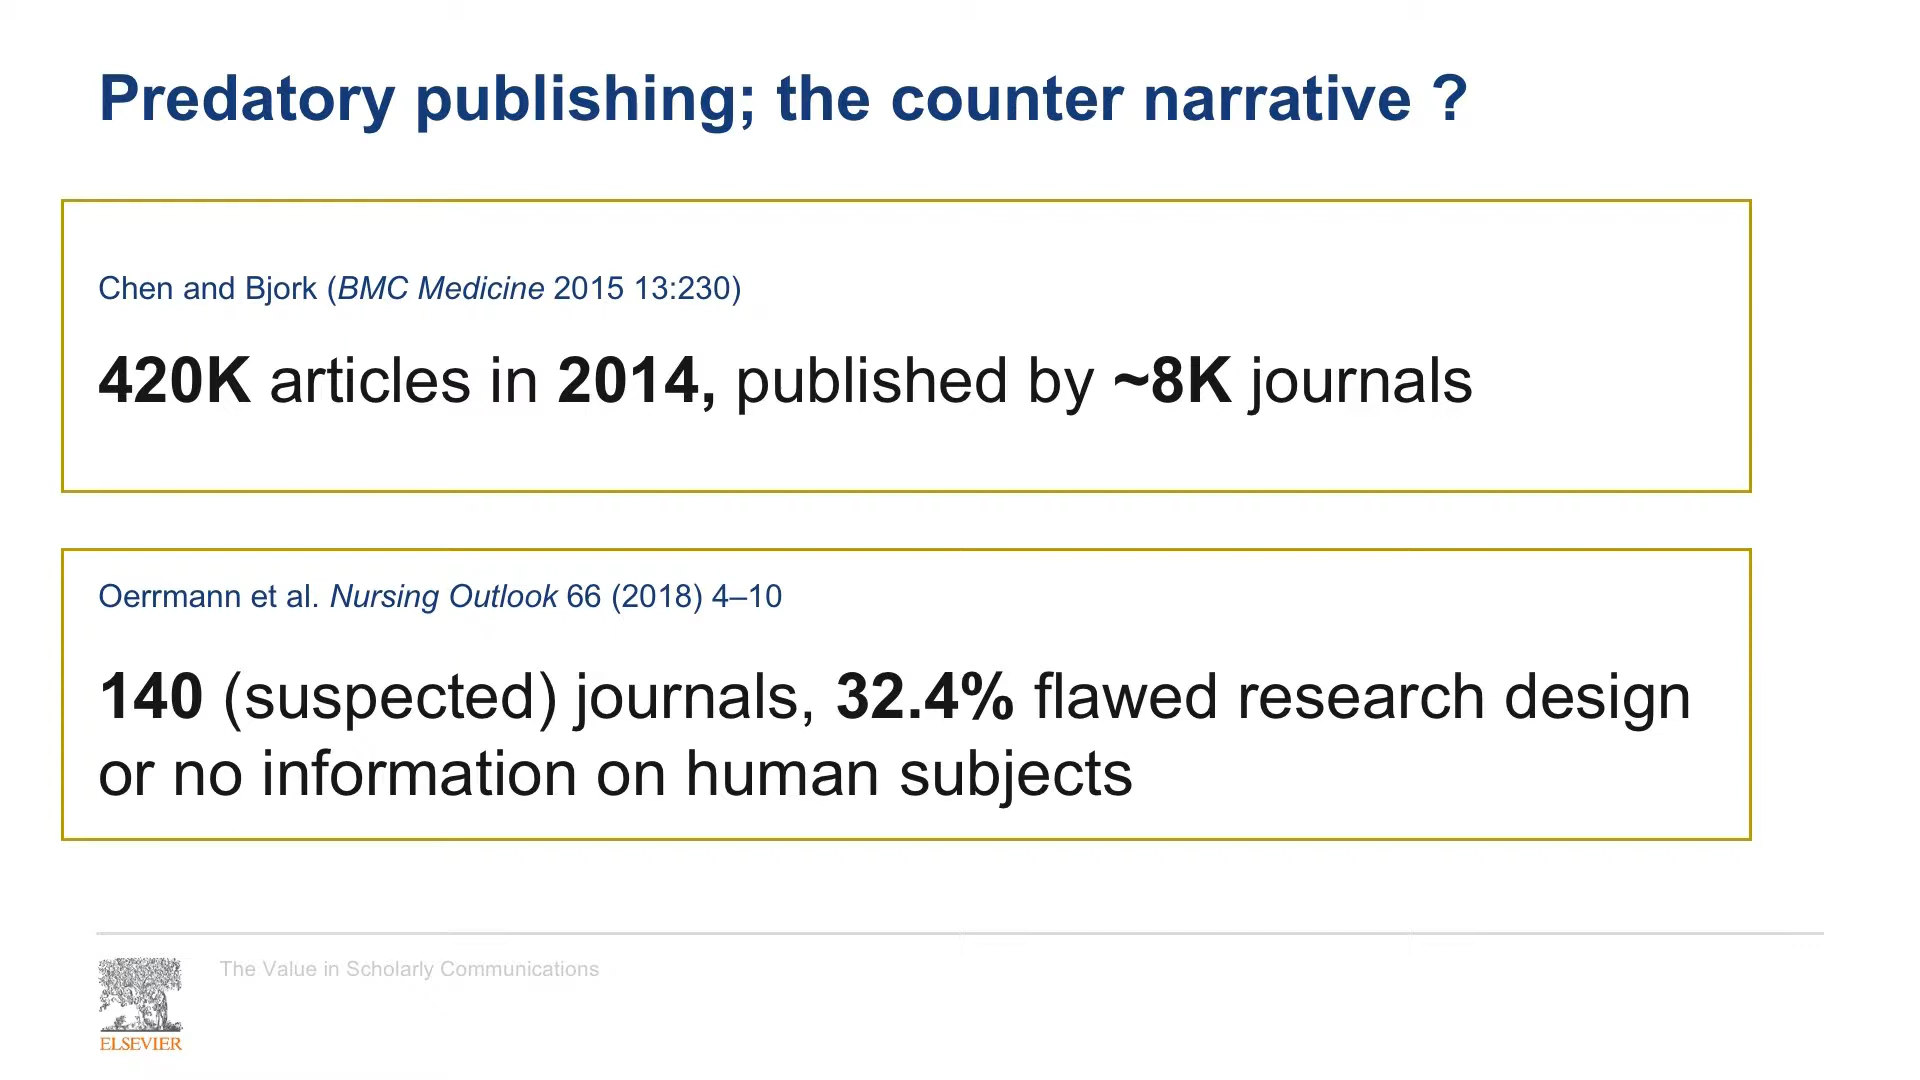 Predatory publishing; the counter narrative ?
Chen and Bjork (BMC Medicine 2015 13:230)
420K articles in 2014, published by ~8K journals
Oerrmann et al. Nursing Outlook 66 (2018) 4–10
140 (suspected) journals, 32.4% flawed research design
or no information on human subjects
The Value in Scholarly Communications
ELSEVIER